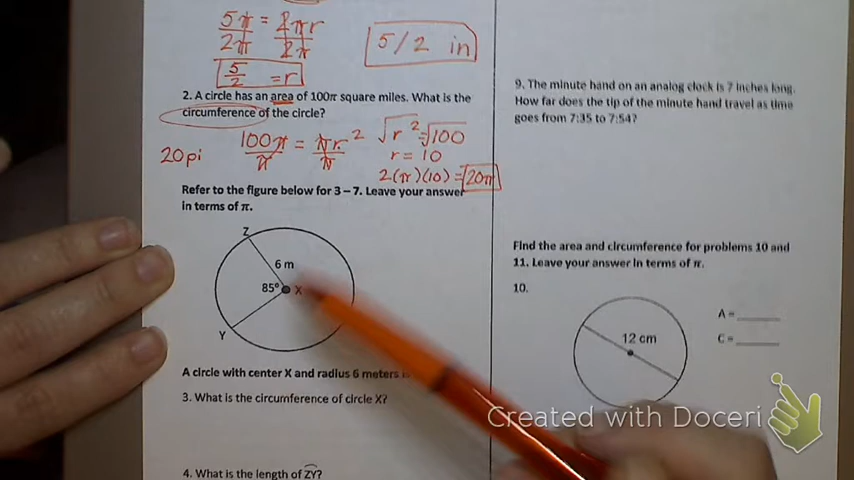 5π = 2πr
2π 2π
5/2 in
5/2 = r
2. A circle has an area of 100π square miles. What is the
circumference of the circle?
100π = πr²
π π
√r² = √100
r = 10
20pi
2(π)(10) = 20π
Refer to the figure below for 3 – 7. Leave your answer
in terms of π.
Z
6 m
85°
X
Y
A circle with center X and radius 6 meters
3. What is the circumference of circle X?
4. What is the length of ZY?
9. The minute hand on an analog clock is 7 inches long.
How far does the tip of the minute hand travel as time
goes from 7:35 to 7:54?
Find the area and circumference for problems 10 and
11. Leave your answer in terms of π.
10.
12 cm
A = ______
C = ______
Created with Doceri